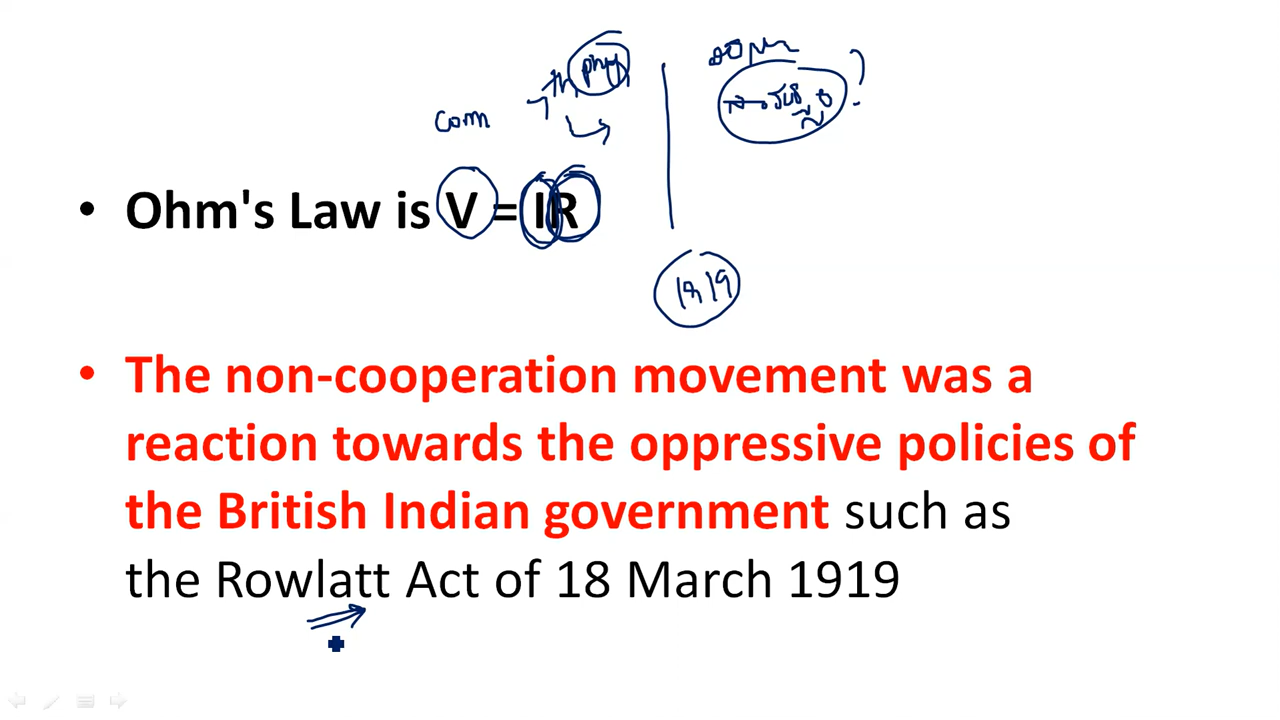 phy
com
• Ohm's Law is V = IR
1919
• The non-cooperation movement was a
reaction towards the oppressive policies of
the British Indian government such as
the Rowlatt Act of 18 March 1919